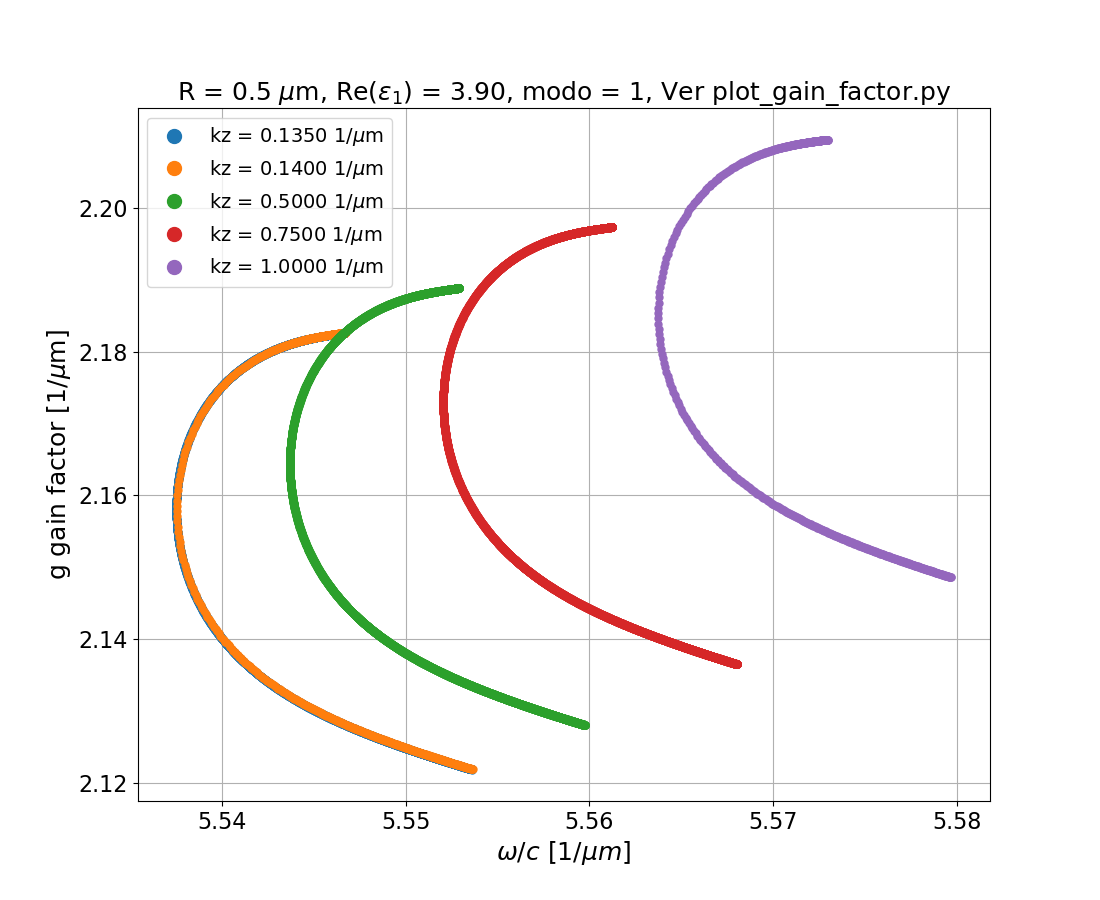 R = 0.5 μm, Re(ε₁) = 3.90, modo = 1, Ver plot_gain_factor.py
kz = 0.1350 1/μm
kz = 0.1400 1/μm
kz = 0.5000 1/μm
kz = 0.7500 1/μm
kz = 1.0000 1/μm
g gain factor [1/μm]
2.20
2.18
2.16
2.14
2.12
5.54 5.55 5.56 5.57 5.58
ω/c [1/μm]